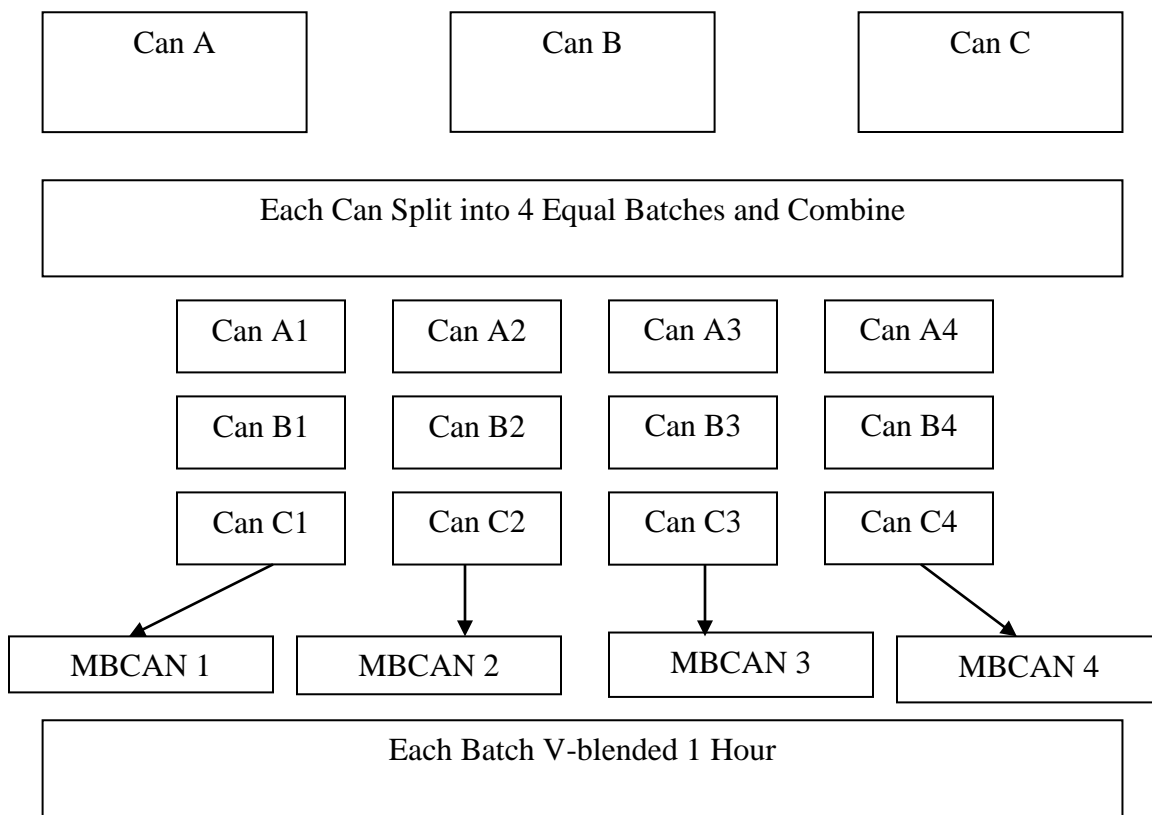 Can A
Can B
Can C
Each Can Split into 4 Equal Batches and Combine
Can A1
Can A2
Can A3
Can A4
Can B1
Can B2
Can B3
Can B4
Can C1
Can C2
Can C3
Can C4
MBCAN 1
MBCAN 2
MBCAN 3
MBCAN 4
Each Batch V-blended 1 Hour